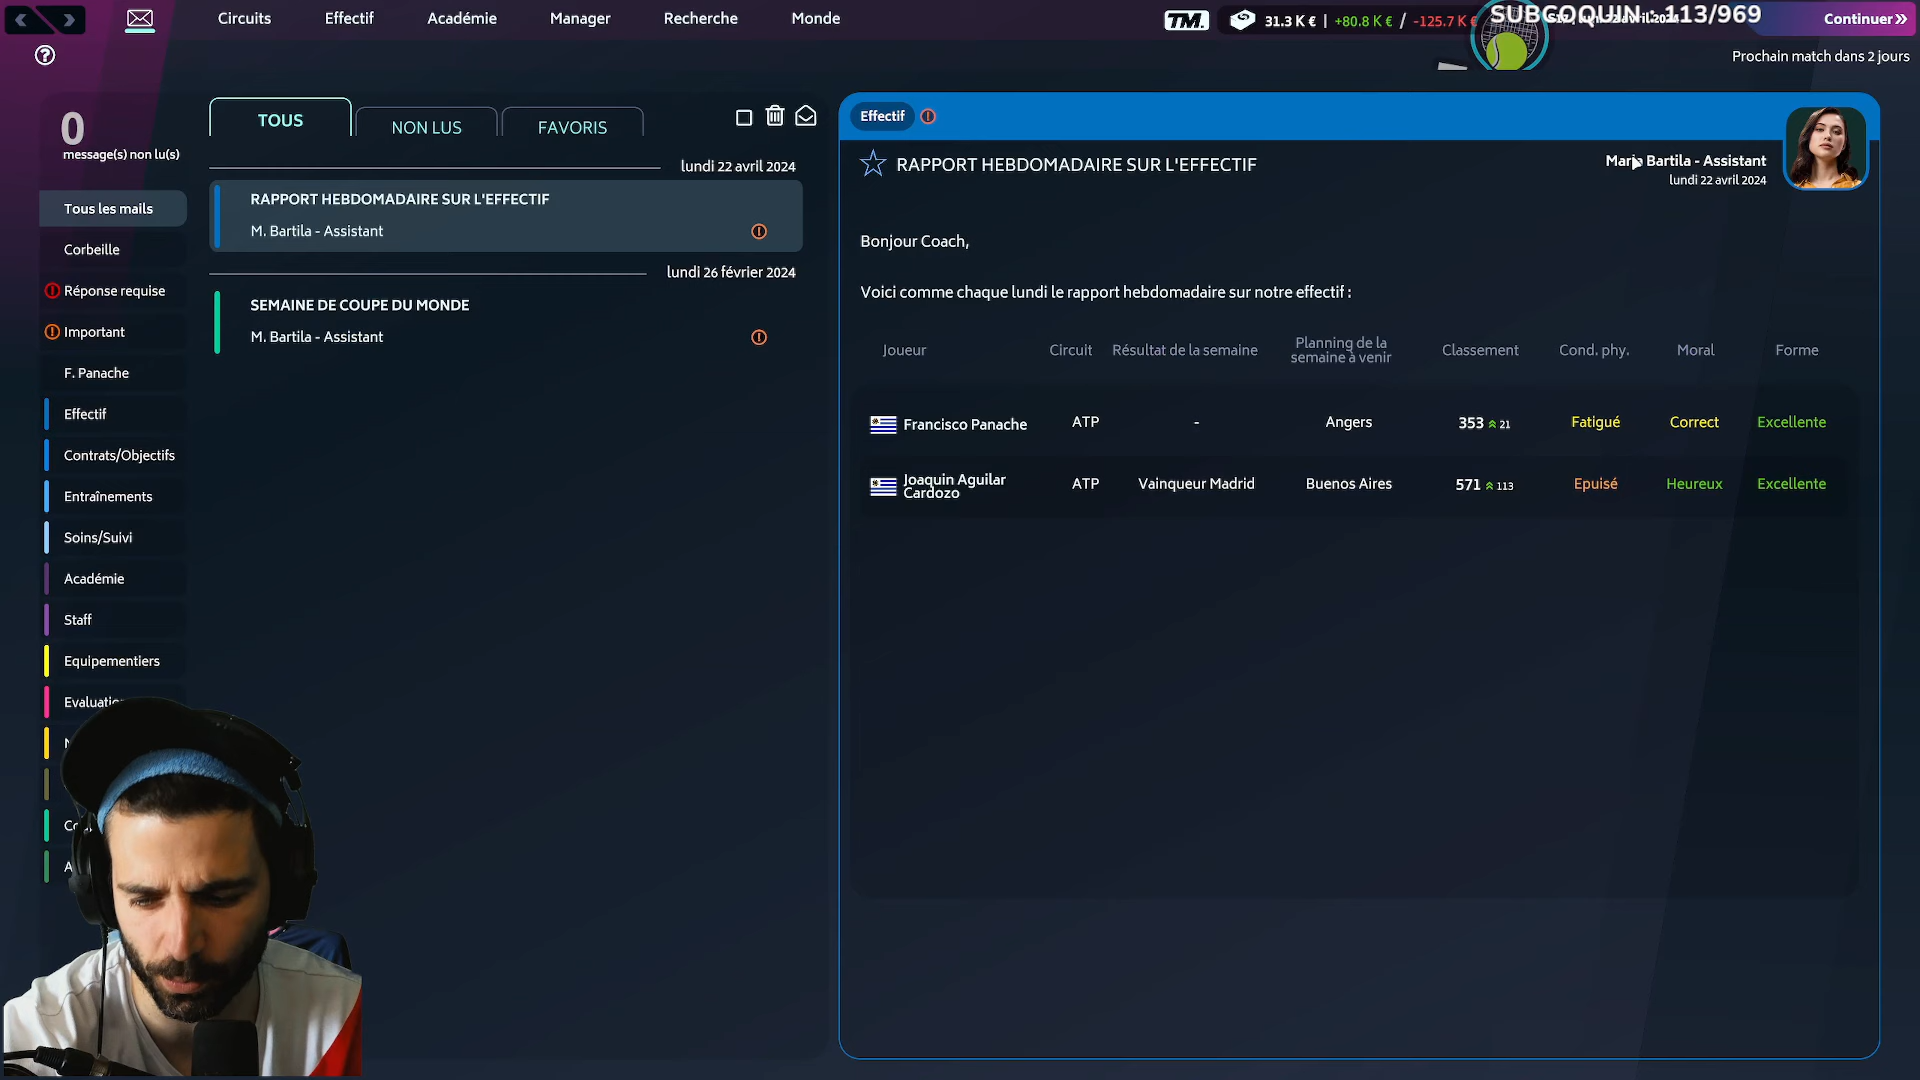 Circuits
Effectif
Académie
Manager
Recherche
Monde
TM.
31.3 K € | +80.8 K € / -125.7 K €
SUBCOQUIN : 113/969
Continuer
Prochain match dans 2 jours
0
message(s) non lu(s)
Tous les mails
Corbeille
Réponse requise
Important
F. Panache
Effectif
Contrats/Objectifs
Entraînements
Soins/Suivi
Académie
Staff
Equipementiers
TOUS
NON LUS
FAVORIS
lundi 22 avril 2024
RAPPORT HEBDOMADAIRE SUR L'EFFECTIF
M. Bartila - Assistant
lundi 26 février 2024
SEMAINE DE COUPE DU MONDE
M. Bartila - Assistant
Effectif
RAPPORT HEBDOMADAIRE SUR L'EFFECTIF
Bartila - Assistant
lundi 22 avril 2024
Bonjour Coach,
Voici comme chaque lundi le rapport hebdomadaire sur notre effectif :
Joueur Circuit Résultat de la semaine Planning de la semaine à venir Classement Cond. phy. Moral Forme
Francisco Panache ATP - Angers 353 21 Fatigué Correct Excellente
Joaquin Aguilar Cardozo ATP Vainqueur Madrid Buenos Aires 571 113 Epuisé Heureux Excellente